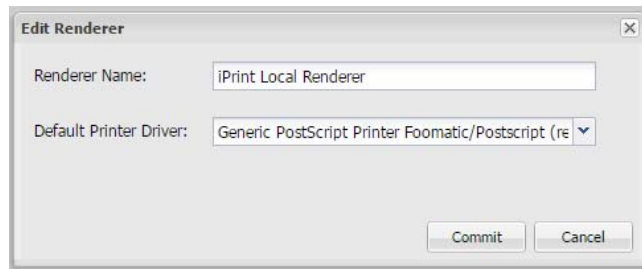 Edit Renderer
Renderer Name: iPrint Local Renderer
Default Printer Driver: Generic PostScript Printer Foomatic/Postscript (re
Commit Cancel